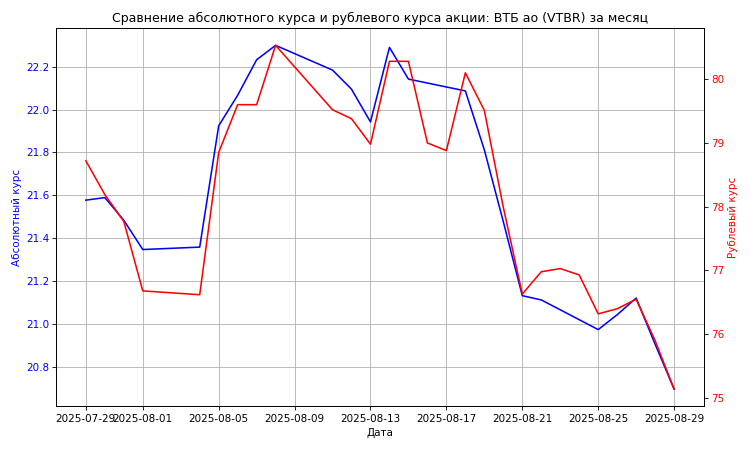 Сравнение абсолютного курса и рублевого курса акции: ВТБ ао (VTBR) за месяц
Абсолютный курс
22.2
22.0
21.8
21.6
21.4
21.2
21.0
20.8
80
79
78
77
76
75
Рублевый курс
2025-07-29 2025-08-01 2025-08-05 2025-08-09 2025-08-13 2025-08-17 2025-08-21 2025-08-25 2025-08-29
Дата